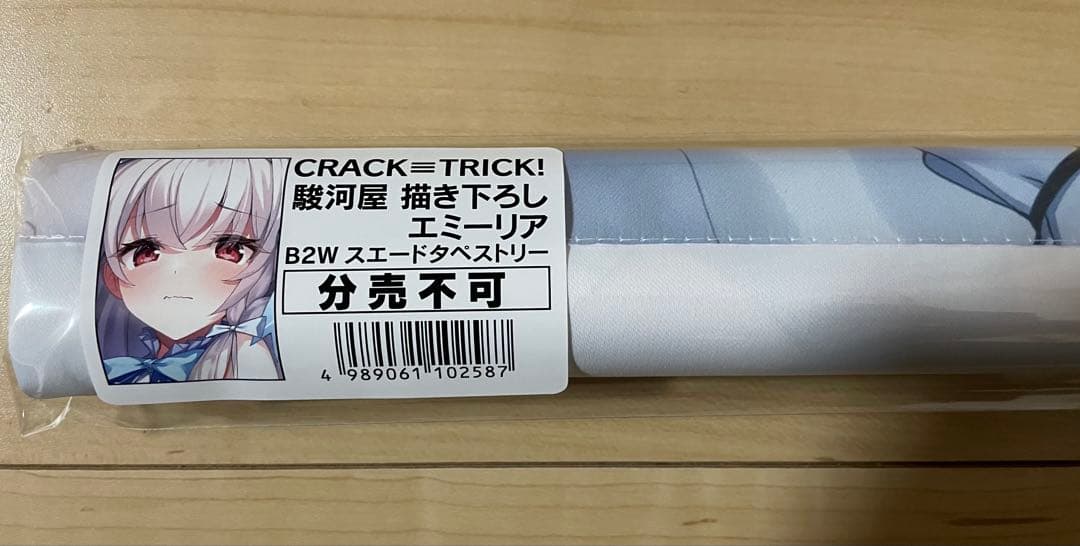 CRACK≡TRICK!
駿河屋 描き下ろし
エミーリア
B2W スエードタペストリー
分売不可
4 989061 102587